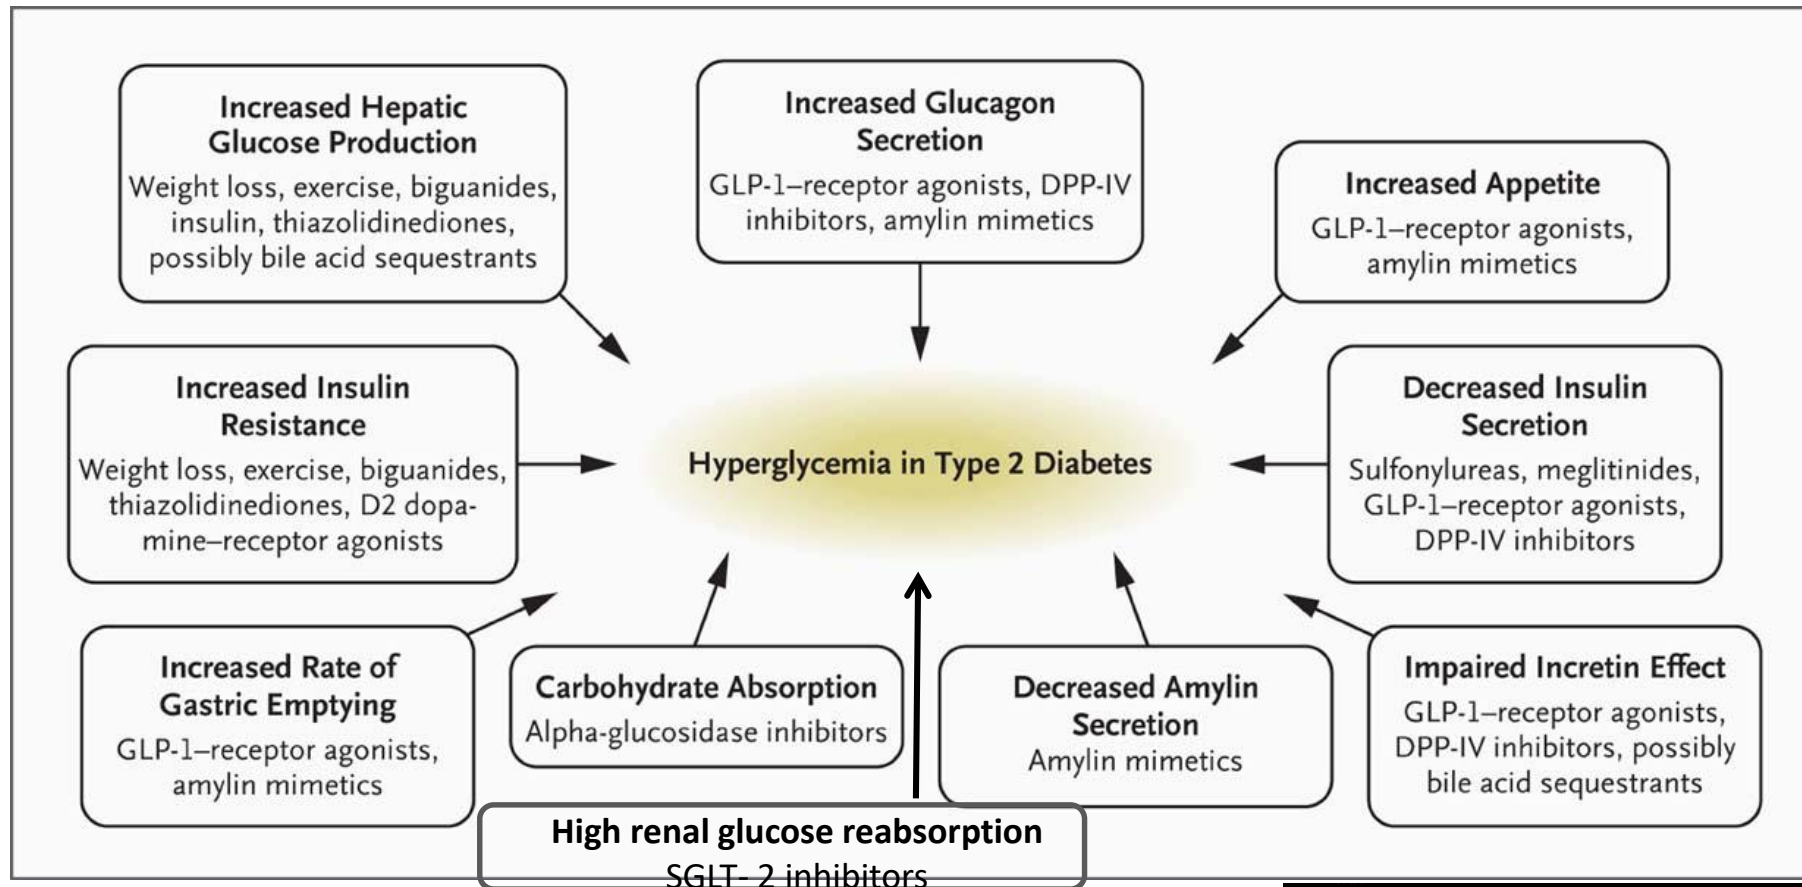 Increased Hepatic
Glucose Production
Weight loss, exercise, biguanides,
insulin, thiazolidinediones,
possibly bile acid sequestrants
Increased Glucagon
Secretion
GLP-1–receptor agonists, DPP-IV
inhibitors, amylin mimetics
Increased Appetite
GLP-1–receptor agonists,
amylin mimetics
Increased Insulin
Resistance
Weight loss, exercise, biguanides,
thiazolidinediones, D2 dopa-
mine–receptor agonists
Hyperglycemia in Type 2 Diabetes
Decreased Insulin
Secretion
Sulfonylureas, meglitinides,
GLP-1–receptor agonists,
DPP-IV inhibitors
Increased Rate of
Gastric Emptying
GLP-1–receptor agonists,
amylin mimetics
Carbohydrate Absorption
Alpha-glucosidase inhibitors
Decreased Amylin
Secretion
Amylin mimetics
Impaired Incretin Effect
GLP-1–receptor agonists,
DPP-IV inhibitors, possibly
bile acid sequestrants
High renal glucose reabsorption
SGLT- 2 inhibitors